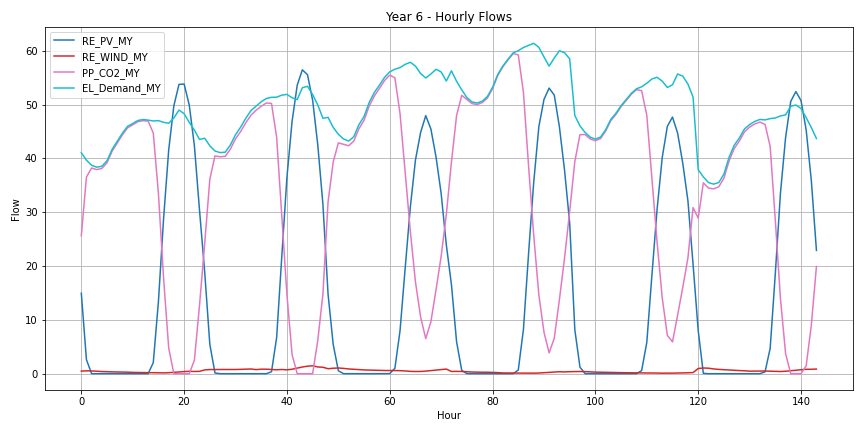 Year 6 - Hourly Flows
RE_PV_MY
RE_WIND_MY
PP_CO2_MY
EL_Demand_MY
Flow
60
50
40
30
20
10
0
0 20 40 60 80 100 120 140
Hour